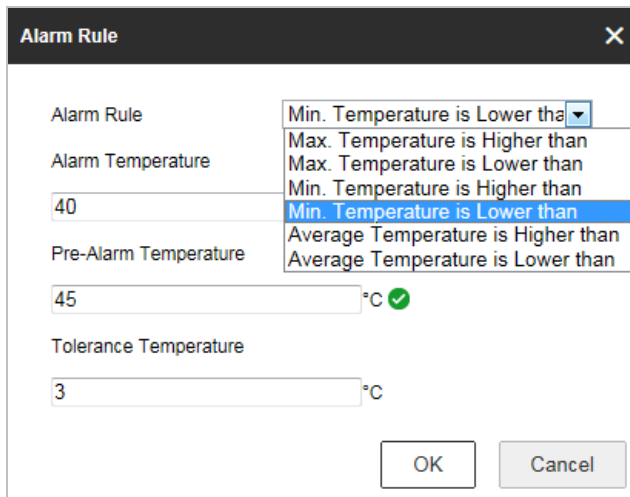 Alarm Rule
Alarm Rule
Min. Temperature is Lower tha
Max. Temperature is Higher than
Max. Temperature is Lower than
Min. Temperature is Higher than
Min. Temperature is Lower than
Average Temperature is Higher than
Average Temperature is Lower than
Alarm Temperature
40
Pre-Alarm Temperature
45 °C
Tolerance Temperature
3 °C
OK Cancel